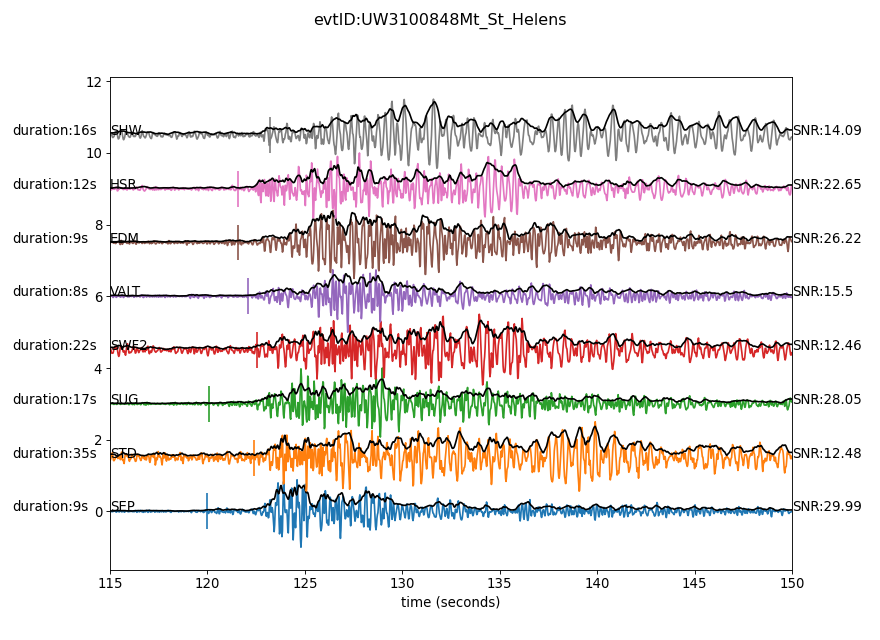 evtID:UW3100848Mt_St_Helens
12
duration:16s SHW SNR:14.09
10
duration:12s HSR SNR:22.65
8
duration:9s EDM SNR:26.22
duration:8s VALT SNR:15.5
6
duration:22s SWF2 SNR:12.46
4
duration:17s SUG SNR:28.05
2
duration:35s STD SNR:12.48
duration:9s SEP SNR:29.99
0
115 120 125 130 135 140 145 150
time (seconds)